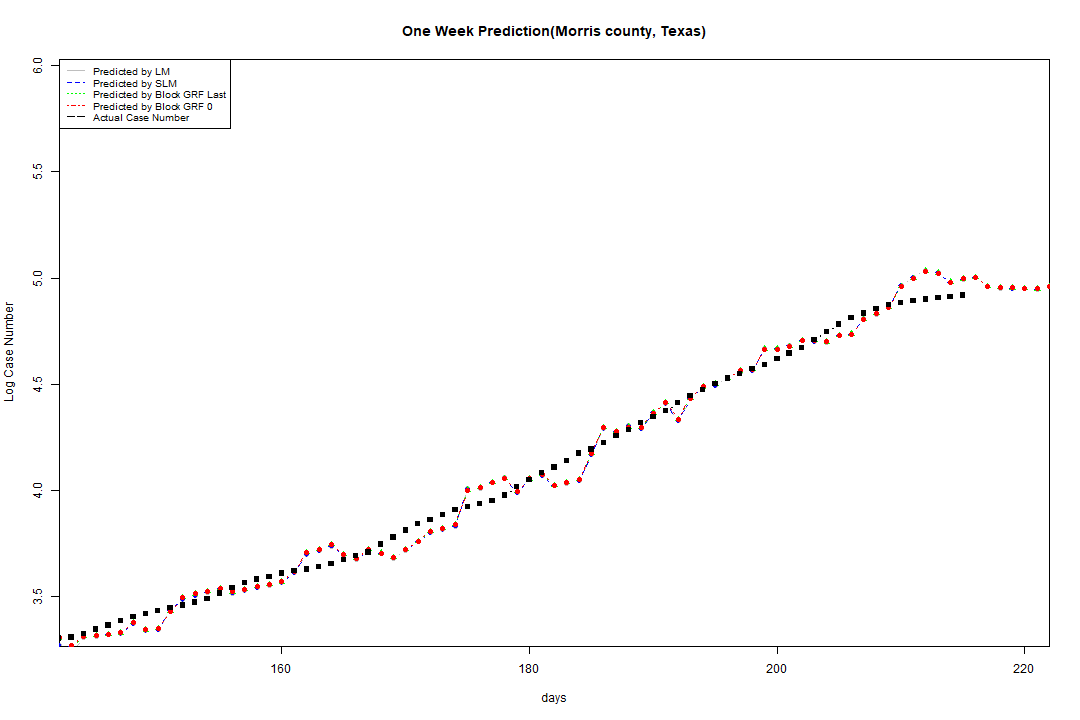 One Week Prediction(Morris county, Texas)
6.0
Predicted by LM
Predicted by SLM
Predicted by Block GRF Last
Predicted by Block GRF 0
Actual Case Number
5.5
5.0
4.5
4.0
3.5
Log Case Number
160
180
200
220
days